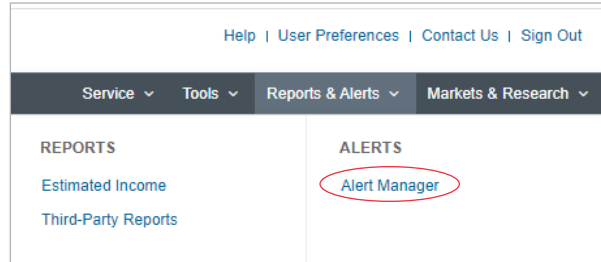 Help | User Preferences | Contact Us | Sign Out
Service Tools Reports & Alerts Markets & Research
REPORTS
Estimated Income
Third-Party Reports
ALERTS
Alert Manager